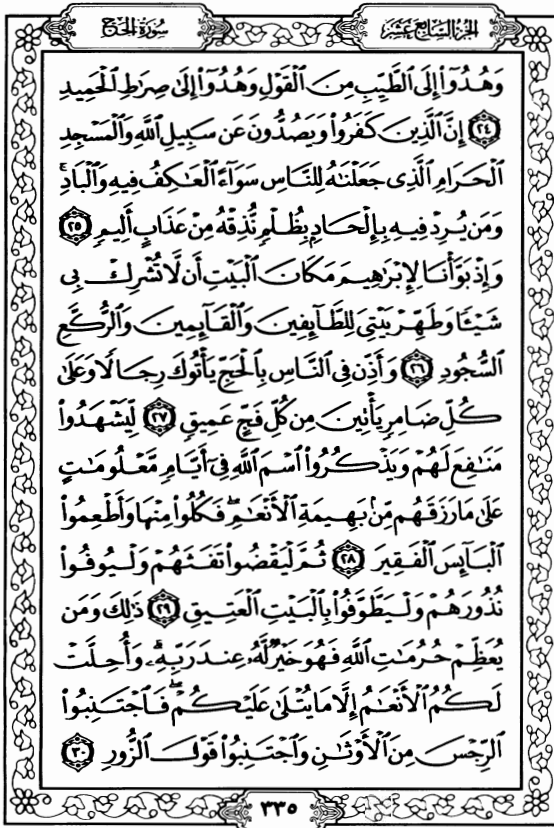 الجزء السابع عشر
سورة الحج
وَهُدُوٓا۟ إِلَى ٱلطَّيِّبِ مِنَ ٱلْقَوْلِ وَهُدُوٓا۟ إِلَىٰ صِرَٰطِ ٱلْحَمِيدِ
٢٤ إِنَّ ٱلَّذِينَ كَفَرُوا۟ وَيَصُدُّونَ عَن سَبِيلِ ٱللَّهِ وَٱلْمَسْجِدِ
ٱلْحَرَامِ ٱلَّذِى جَعَلْنَٰهُ لِلنَّاسِ سَوَآءً ٱلْعَٰكِفُ فِيهِ وَٱلْبَادِ ۚ
وَمَن يُرِدْ فِيهِ بِإِلْحَادٍۭ بِظُلْمٍ نُّذِقْهُ مِنْ عَذَابٍ أَلِيمٍ ٢٥
وَإِذْ بَوَّأْنَا لِإِبْرَٰهِيمَ مَكَانَ ٱلْبَيْتِ أَن لَّا تُشْرِكْ بِى
شَيْـًٔا وَطَهِّرْ بَيْتِىَ لِلطَّآئِفِينَ وَٱلْقَآئِمِينَ وَٱلرُّكَّعِ
ٱلسُّجُودِ ٢٦ وَأَذِّن فِى ٱلنَّاسِ بِٱلْحَجِّ يَأْتُوكَ رِجَالًا وَعَلَىٰ
كُلِّ ضَامِرٍ يَأْتِينَ مِن كُلِّ فَجٍّ عَمِيقٍ ٢٧ لِّيَشْهَدُوا۟
مَنَٰفِعَ لَهُمْ وَيَذْكُرُوا۟ ٱسْمَ ٱللَّهِ فِىٓ أَيَّامٍ مَّعْلُومَٰتٍ
عَلَىٰ مَا رَزَقَهُم مِّنۢ بَهِيمَةِ ٱلْأَنْعَٰمِ ۖ فَكُلُوا۟ مِنْهَا وَأَطْعِمُوا۟
ٱلْبَآئِسَ ٱلْفَقِيرَ ٢٨ ثُمَّ لْيَقْضُوا۟ تَفَثَهُمْ وَلْيُوفُوا۟
نُذُورَهُمْ وَلْيَطَّوَّفُوا۟ بِٱلْبَيْتِ ٱلْعَتِيقِ ٢٩ ذَٰلِكَ وَمَن
يُعَظِّمْ حُرُمَٰتِ ٱللَّهِ فَهُوَ خَيْرٌ لَّهُۥ عِندَ رَبِّهِۦ ۗ وَأُحِلَّتْ
لَكُمُ ٱلْأَنْعَٰمُ إِلَّا مَا يُتْلَىٰ عَلَيْكُمْ ۖ فَٱجْتَنِبُوا۟
ٱلرِّجْسَ مِنَ ٱلْأَوْثَٰنِ وَٱجْتَنِبُوا۟ قَوْلَ ٱلزُّورِ ٣٠
٣٣٥